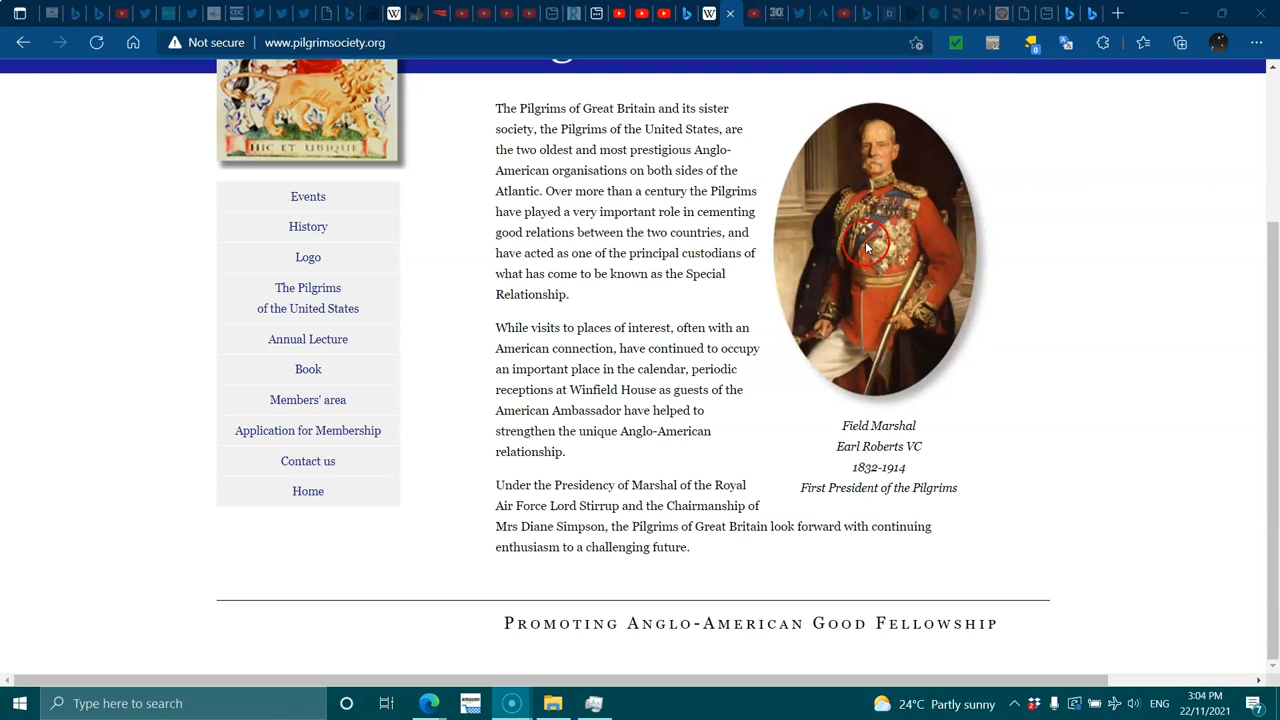 Not secure
www.pilgrimsociety.org
HIC ET UBIQUE
Events
History
Logo
The Pilgrims
of the United States
Annual Lecture
Book
Members' area
Application for Membership
Contact us
Home
The Pilgrims of Great Britain and its sister
society, the Pilgrims of the United States, are
the two oldest and most prestigious Anglo-
American organisations on both sides of the
Atlantic. Over more than a century the Pilgrims
have played a very important role in cementing
good relations between the two countries, and
have acted as one of the principal custodians of
what has come to be known as the Special
Relationship.
While visits to places of interest, often with an
American connection, have continued to occupy
an important place in the calendar, periodic
receptions at Winfield House as guests of the
American Ambassador have helped to
strengthen the unique Anglo-American
relationship.
Under the Presidency of Marshal of the Royal
Air Force Lord Stirrup and the Chairmanship of
Mrs Diane Simpson, the Pilgrims of Great Britain look forward with continuing
enthusiasm to a challenging future.
Field Marshal
Earl Roberts VC
1832-1914
First President of the Pilgrims
Promoting Anglo-American Good Fellowship
Type here to search
amazon
24°C Partly sunny
ENG
3:04 PM
22/11/2021